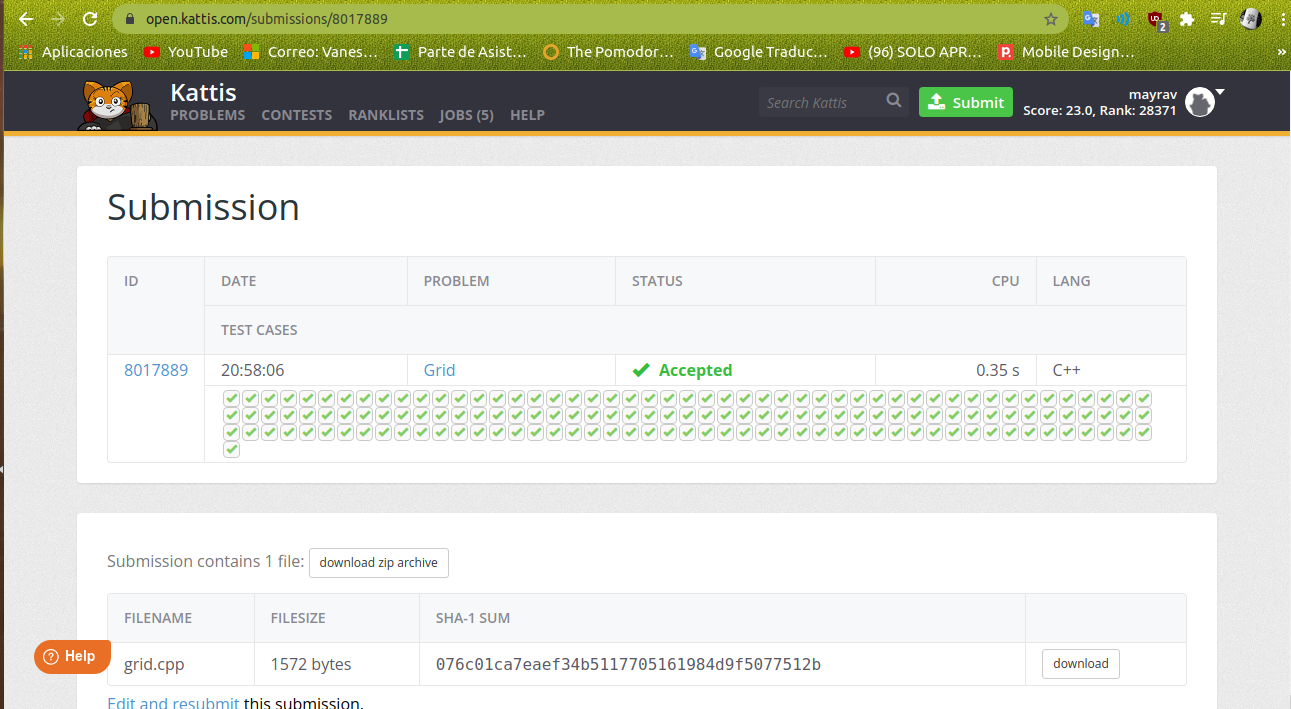 open.kattis.com/submissions/8017889
Aplicaciones YouTube Correo: Vanes... Parte de Asist... The Pomodor... Google Traduc... (96) SOLO APR... Mobile Design... »
Kattis
PROBLEMS CONTESTS RANKLISTS JOBS (5) HELP
Search Kattis
Submit
mayrav
Score: 23.0, Rank: 28371
Submission
ID DATE PROBLEM STATUS CPU LANG
TEST CASES
8017889 20:58:06 Grid Accepted 0.35 s C++
Submission contains 1 file: download zip archive
FILENAME FILESIZE SHA-1 SUM
grid.cpp 1572 bytes 076c01ca7eaef34b5117705161984d9f5077512b download
Help
Edit and resubmit this submission.